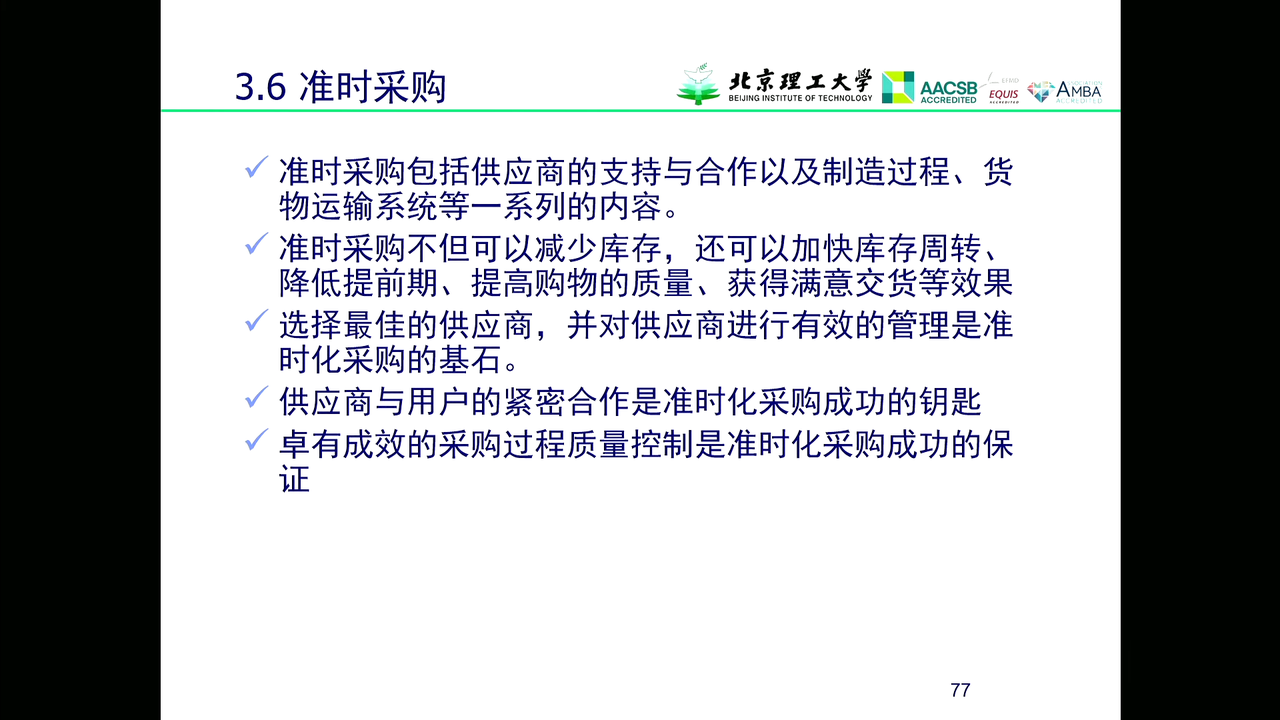 3.6 准时采购
北京理工大学
BEIJING INSTITUTE OF TECHNOLOGY
AACSB
ACCREDITED
EFMD
EQUIS
ACCREDITED
ASSOCIATION
AMBA
ACCREDITED
准时采购包括供应商的支持与合作以及制造过程、货
物运输系统等一系列的内容。
准时采购不但可以减少库存，还可以加快库存周转、
降低提前期、提高购物的质量、获得满意交货等效果
选择最佳的供应商，并对供应商进行有效的管理是准
时化采购的基石。
供应商与用户的紧密合作是准时化采购成功的钥匙
卓有成效的采购过程质量控制是准时化采购成功的保
证
77